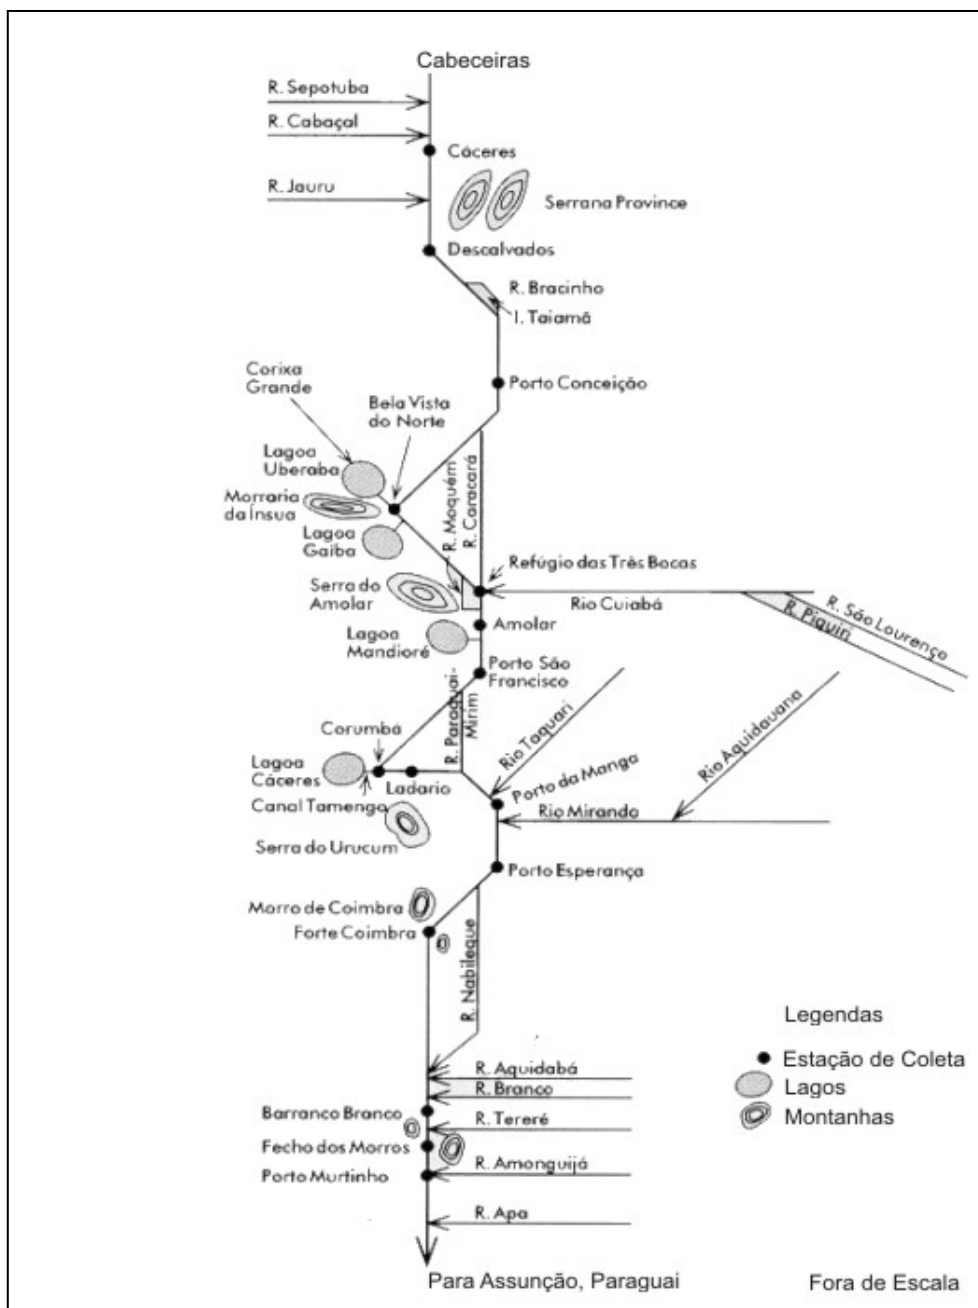 Cabeceiras
R. Sepotuba
R. Cabaçal
Cáceres
R. Jauru
Serrana Province
Descalvados
R. Bracinho
I. Taiamã
Porto Conceição
Corixa
Grande
Bela Vista
do Norte
Lagoa
Uberaba
R. Moquém
R. Caracará
Morraria
da Ínsua
Lagoa
Gaíba
Refúgio das Três Bocas
Serra do
Amolar
Rio Cuiabá
R. Piquiri
R. São Lourenço
Amolar
Lagoa
Mandioré
Porto São
Francisco
R. Paraguai-
Mirim
Rio Taquari
Rio Aquidauana
Corumbá
Lagoa
Cáceres
Ladario
Porto da Manga
Canal Tamengo
Rio Miranda
Serra do Urucum
Porto Esperança
Morro de Coimbra
Forte Coimbra
R. Nabileque
Legendas
Estação de Coleta
Lagos
Montanhas
R. Aquidabá
R. Branco
Barranco Branco
R. Tereré
Fecho dos Morros
R. Amonguijá
Porto Murtinho
R. Apa
Para Assunção, Paraguai
Fora de Escala